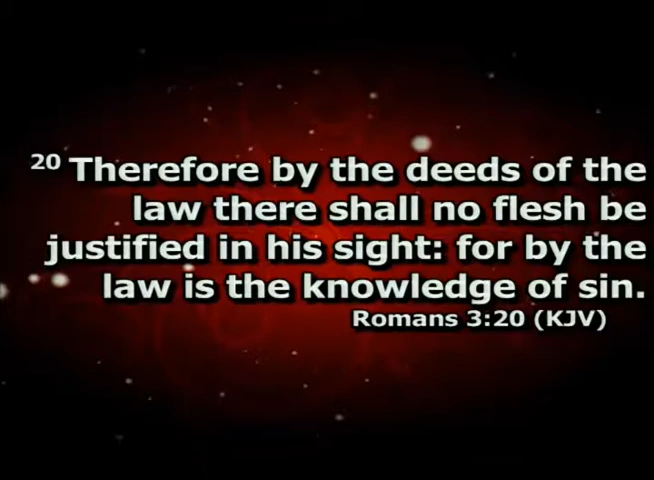 20 Therefore by the deeds of the
law there shall no flesh be
justified in his sight: for by the
law is the knowledge of sin.
Romans 3:20 (KJV)